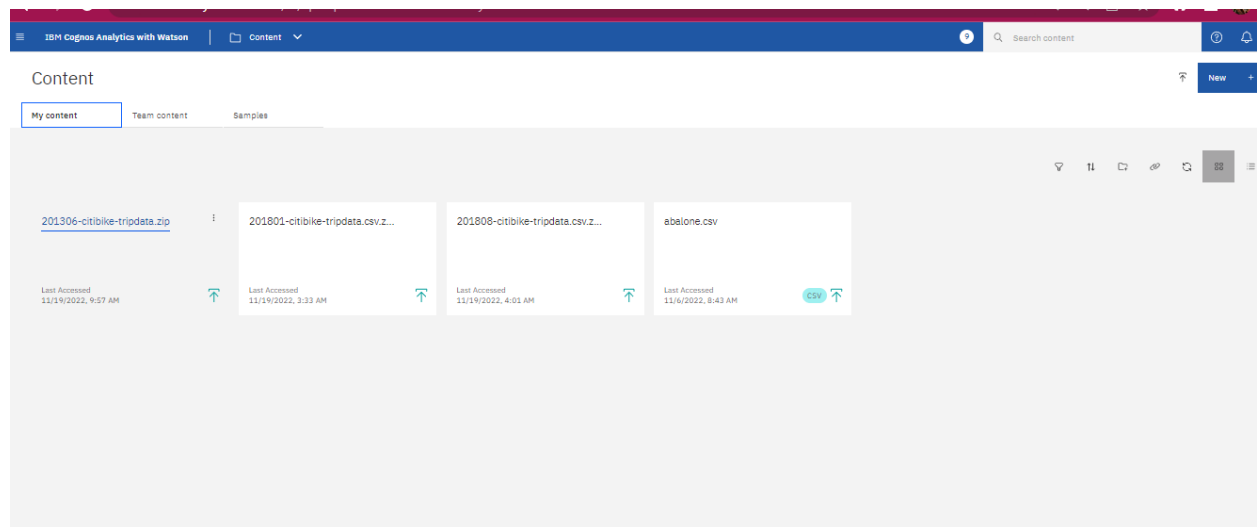 IBM Cognos Analytics with Watson
Content
9
Search content
Content
New +
My content
Team content
Samples
201306-citibike-tripdata.zip
201801-citibike-tripdata.csv.z...
201808-citibike-tripdata.csv.z...
abalone.csv
Last Accessed
11/19/2022, 9:57 AM
Last Accessed
11/19/2022, 3:33 AM
Last Accessed
11/19/2022, 4:01 AM
Last Accessed
11/6/2022, 8:43 AM
CSV